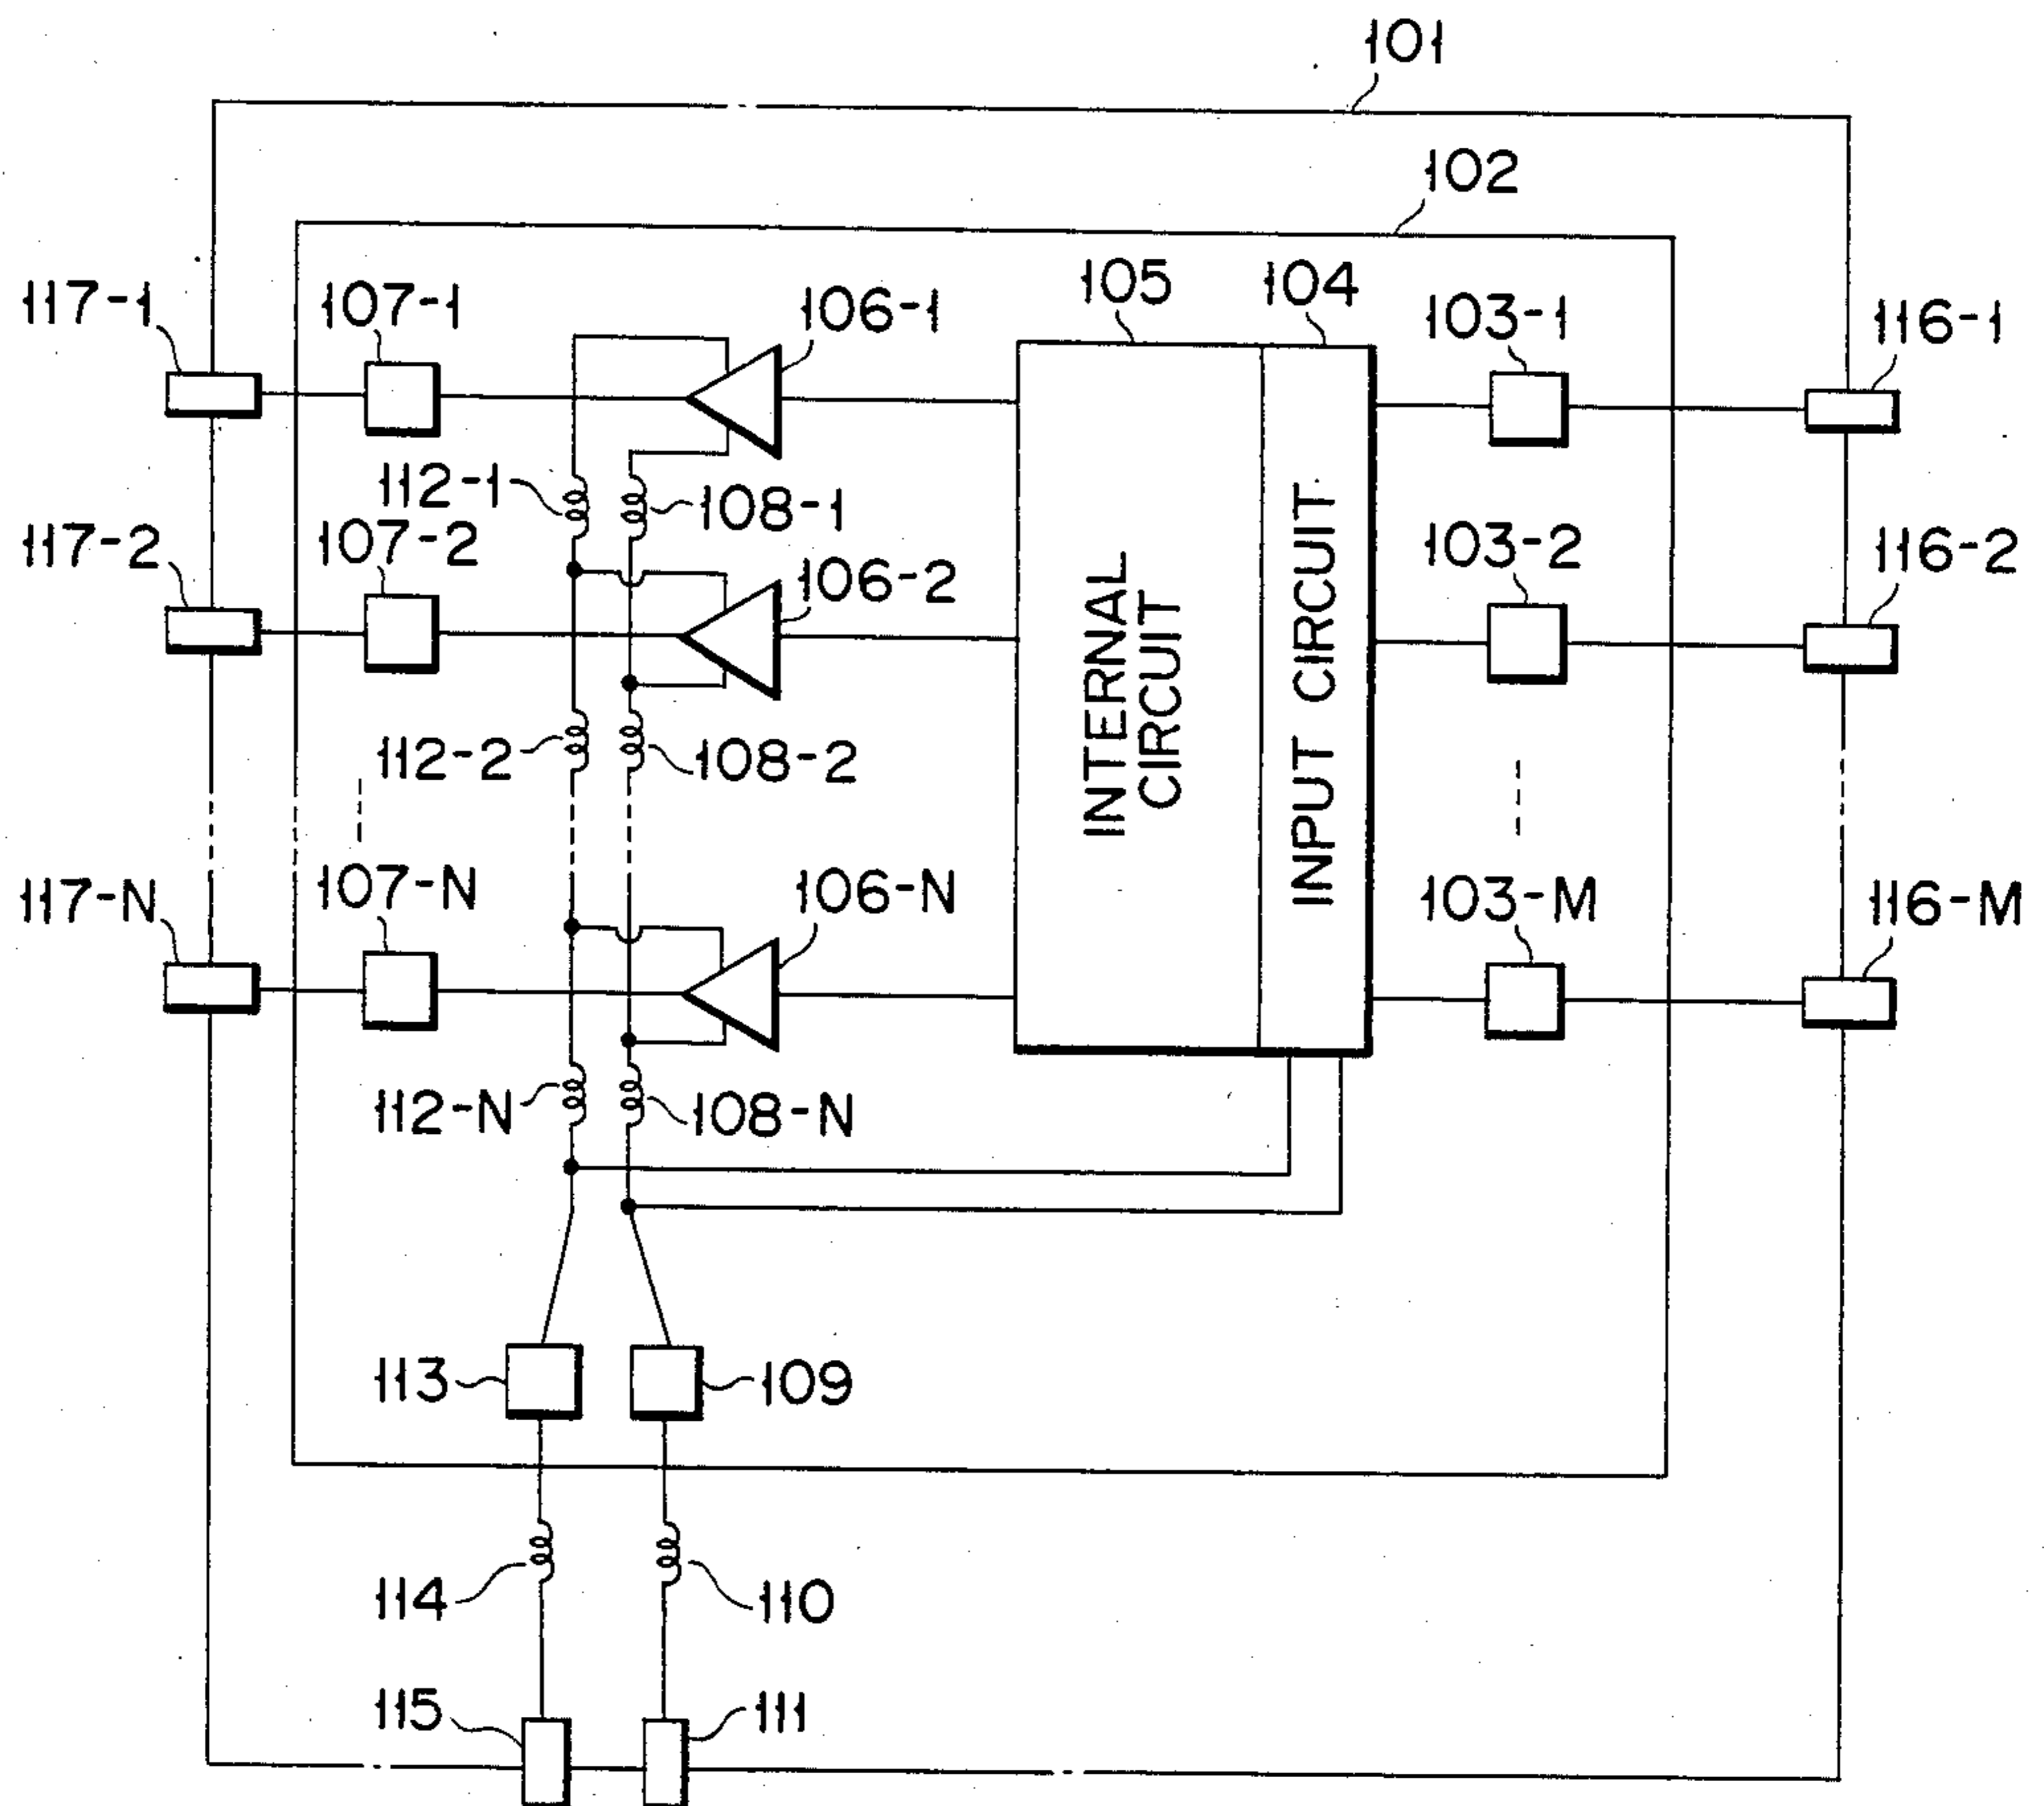 101
102
105
104
117-1
107-1
106-1
103-1
116-1
112-1
108-1
117-2
107-2
106-2
103-2
116-2
INTERNAL
CIRCUIT
INPUT CIRCUIT
112-2
108-2
117-N
107-N
106-N
103-M
116-M
112-N
108-N
113
109
114
110
115
111